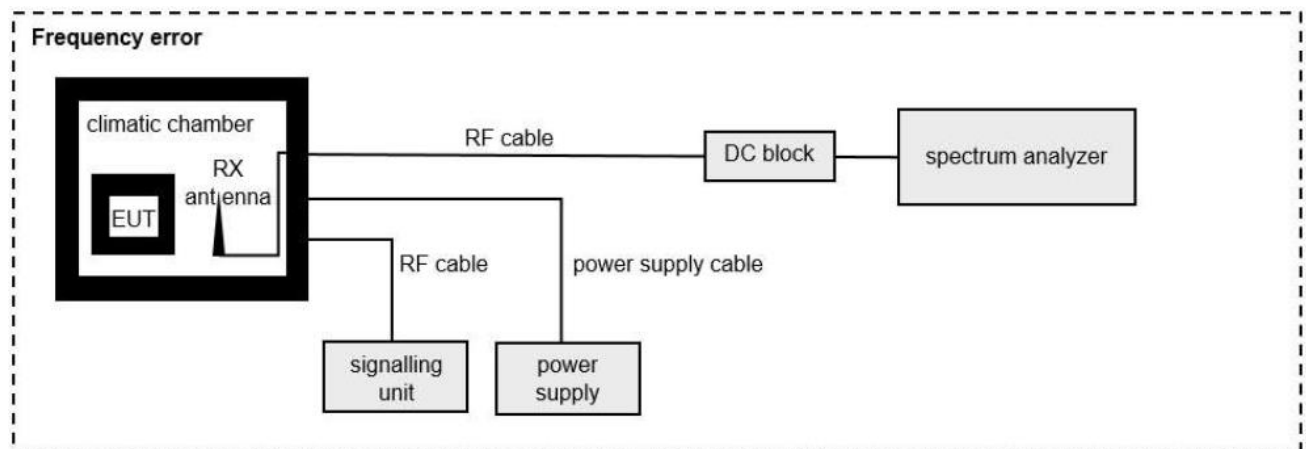 Frequency error
climatic chamber
RX
antenna
EUT
RF cable
DC block
spectrum analyzer
RF cable
power supply cable
signalling
unit
power
supply